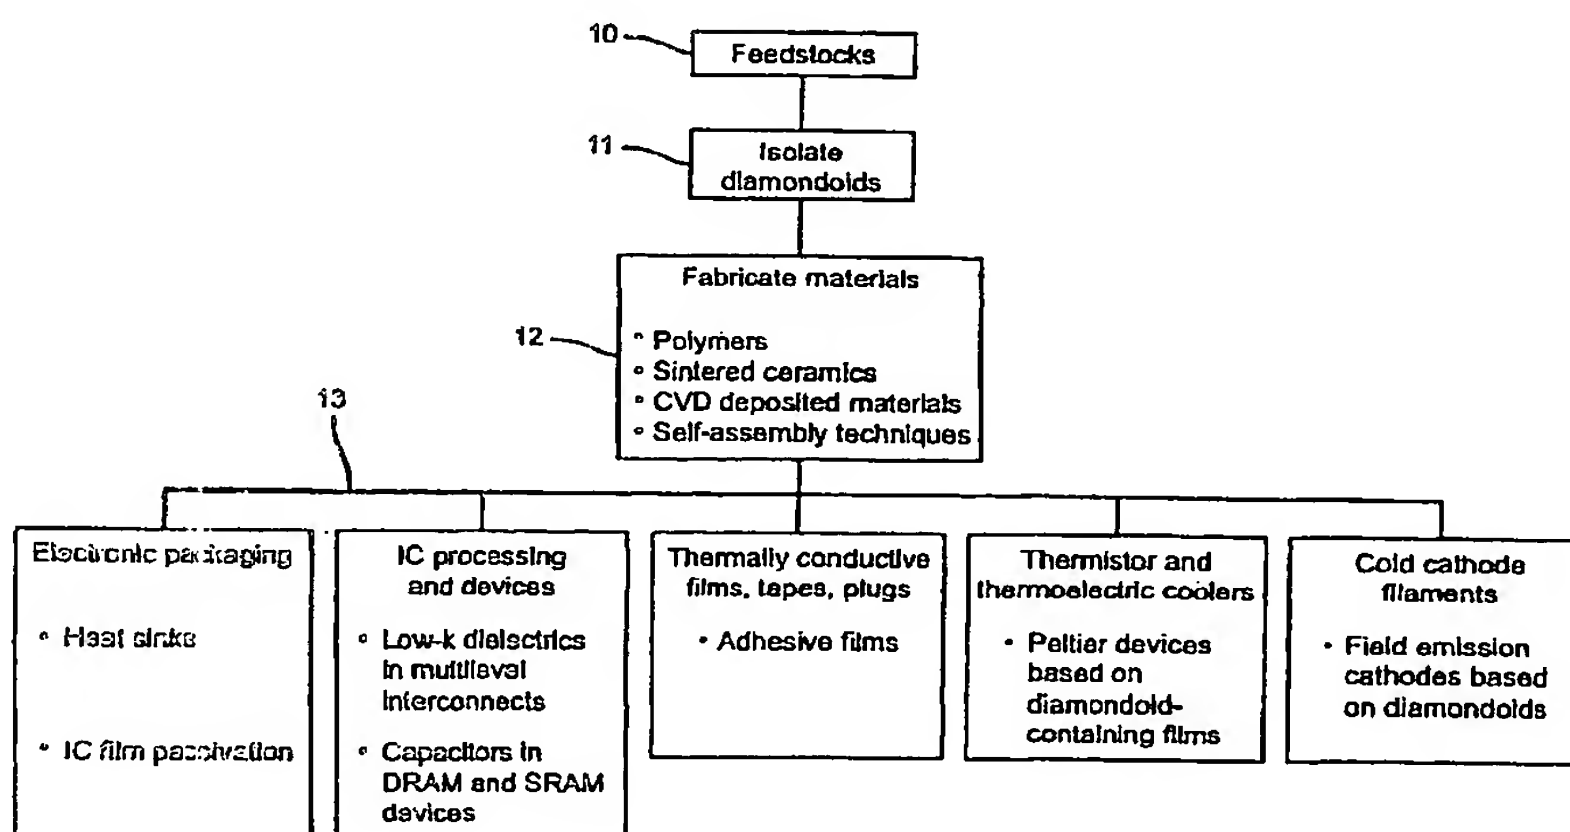 10
Feedstocks
11
Isolate
diamondoids
12
Fabricate materials
° Polymers
° Sintered ceramics
° CVD deposited materials
° Self-assembly techniques
13
Electronic packaging
° Heat sinks
° IC film passivation
IC processing
and devices
° Low-k dielectrics
in multilevel
interconnects
° Capacitors in
DRAM and SRAM
devices
Thermally conductive
films, tapes, plugs
• Adhesive films
Thermistor and
thermoelectric coolers
• Peltier devices
based on
diamondoid-
containing films
Cold cathode
filaments
• Field emission
cathodes based
on diamondoids